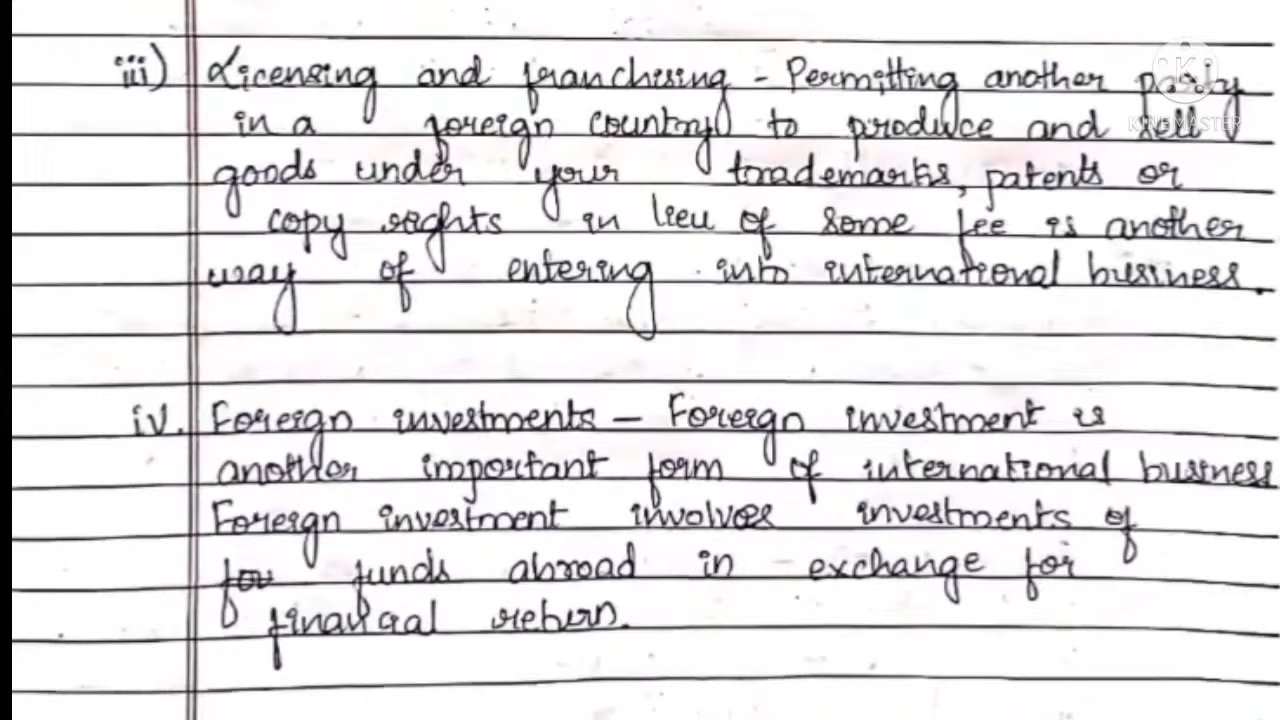 iii) Licensing and franchising - Permitting another party
in a foreign country to produce and sell
goods under your trademarks, patents or
copy rights in lieu of some fee is another
way of entering into international business.
iv. Foreign investments - Foreign investment is
another important form of international business
Foreign investment involves investments of
for funds abroad in exchange for
financial return.
KINEMASTER